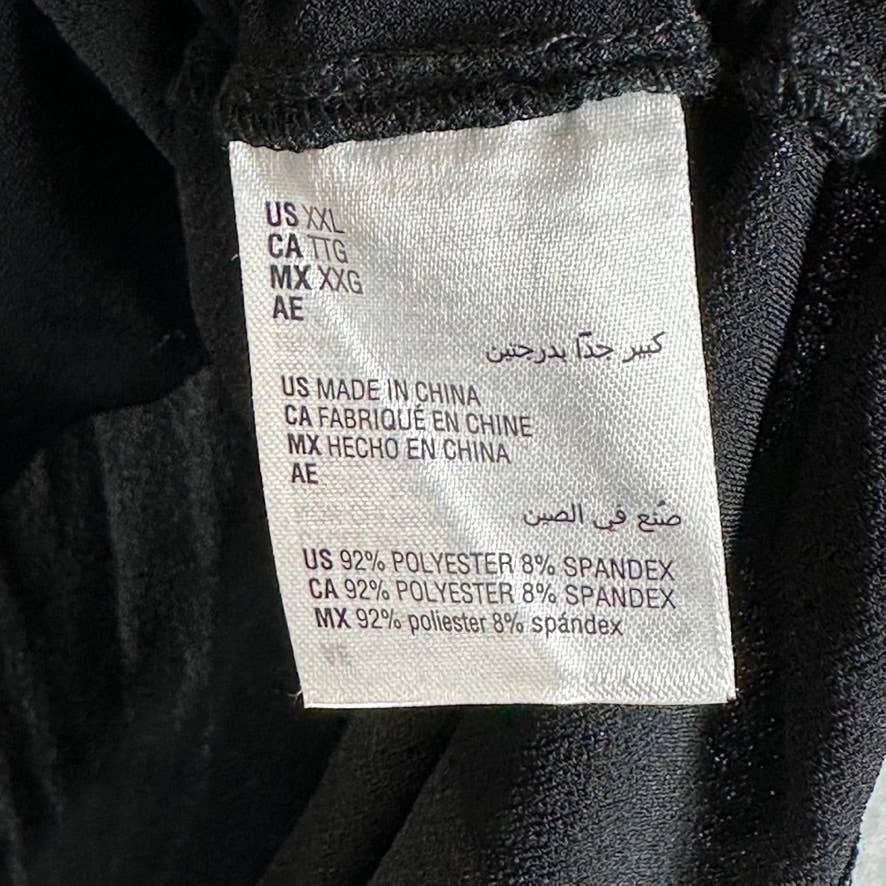 US XXL
CA TTG
MX XXG
AE
كبير جدًّا بدرجتين
US MADE IN CHINA
CA FABRIQUÉ EN CHINE
MX HECHO EN CHINA
AE
صُنع في الصين
US 92% POLYESTER 8% SPANDEX
CA 92% POLYESTER 8% SPANDEX
MX 92% poliester 8% spándex